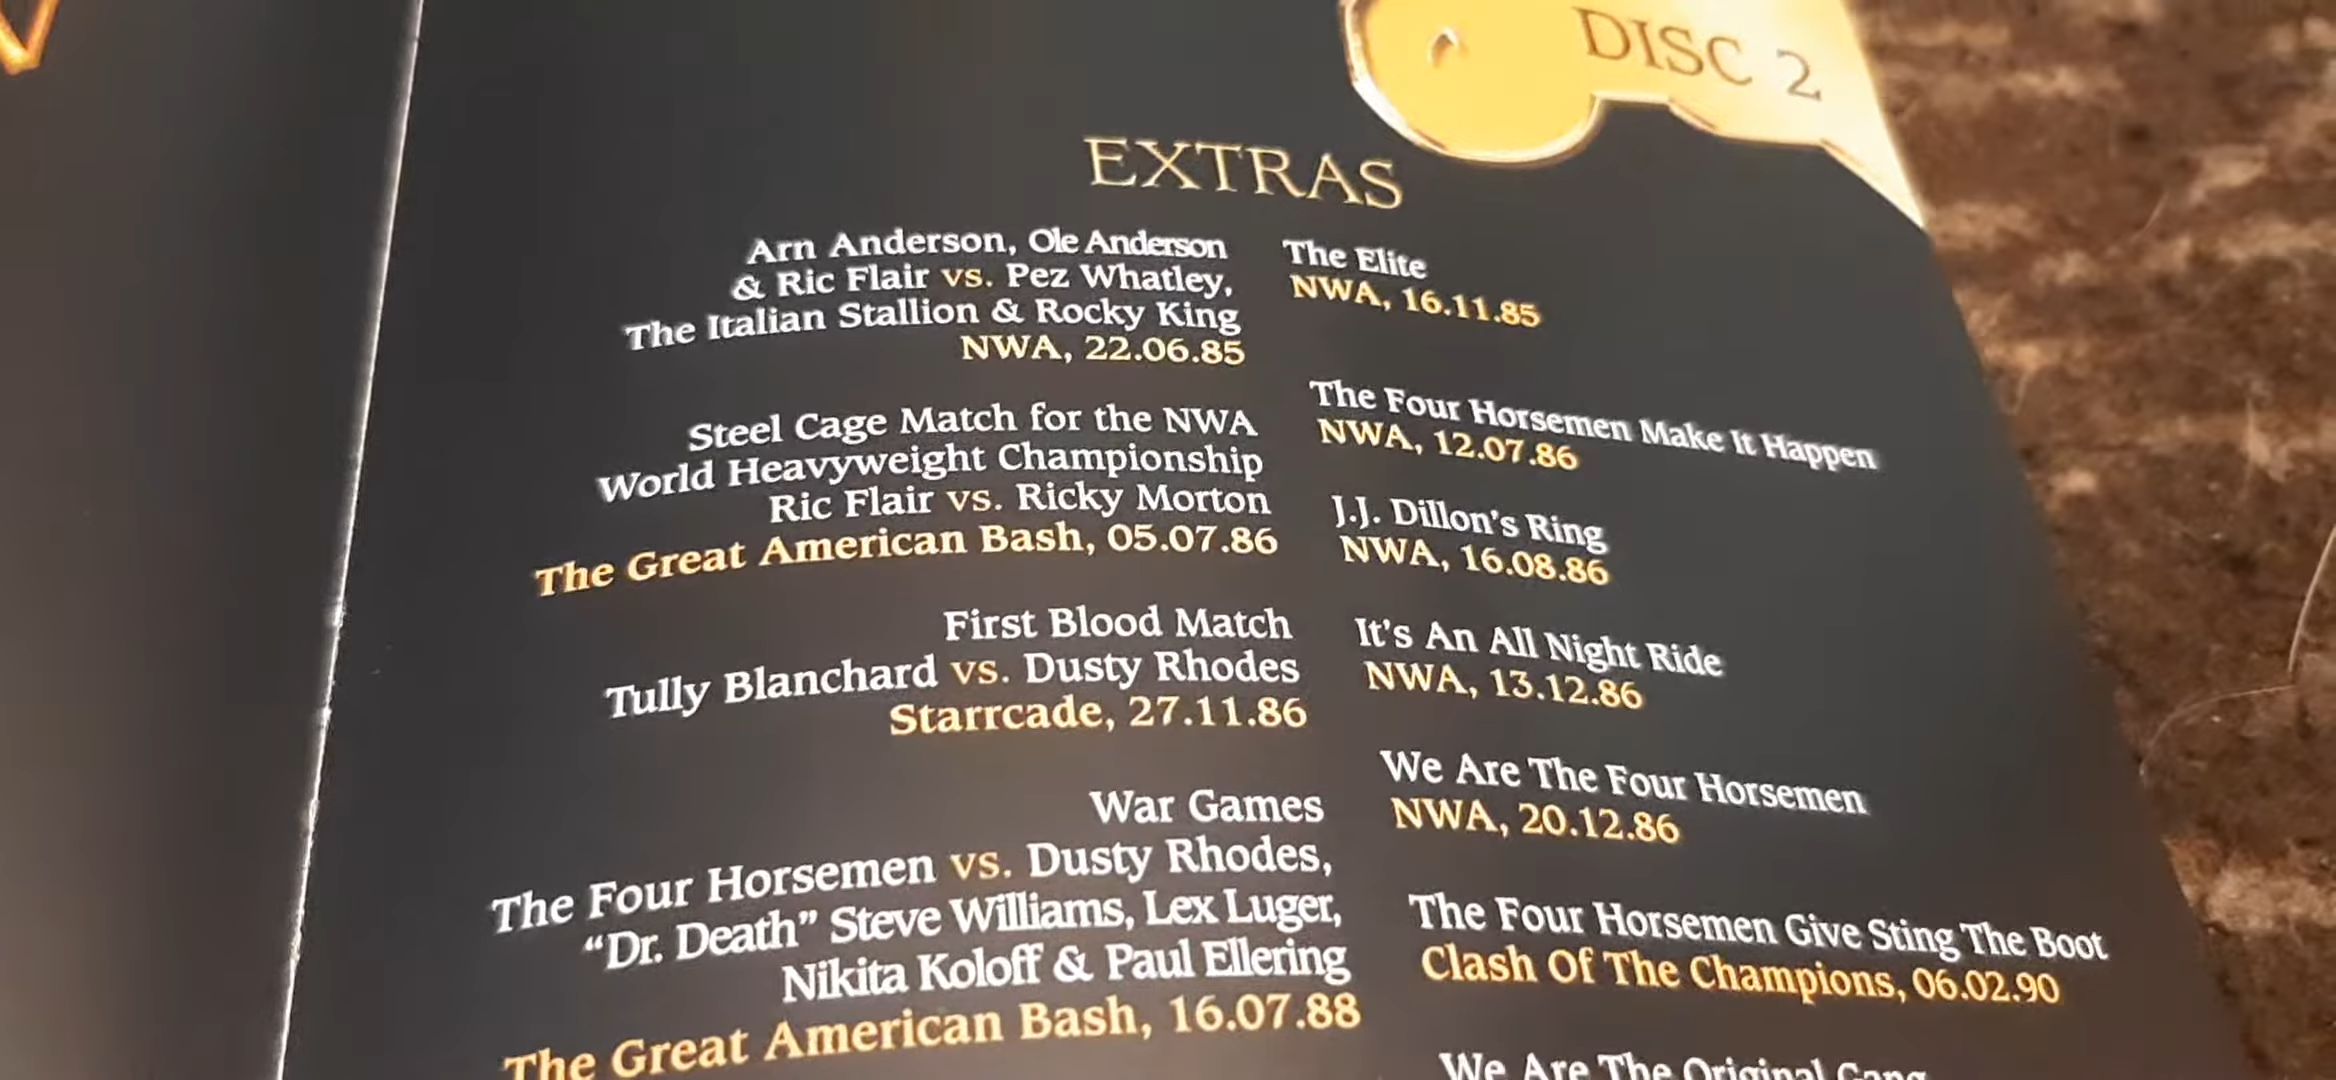 DISC 2
EXTRAS
Arn Anderson, Ole Anderson
& Ric Flair vs. Pez Whatley,
The Italian Stallion & Rocky King
NWA, 22.06.85
Steel Cage Match for the NWA
World Heavyweight Championship
Ric Flair vs. Ricky Morton
The Great American Bash, 05.07.86
First Blood Match
Tully Blanchard vs. Dusty Rhodes
Starrcade, 27.11.86
War Games
The Four Horsemen vs. Dusty Rhodes,
“Dr. Death” Steve Williams, Lex Luger,
Nikita Koloff & Paul Ellering
The Great American Bash, 16.07.88
The Elite
NWA, 16.11.85
The Four Horsemen Make It Happen
NWA, 12.07.86
J.J. Dillon's Ring
NWA, 16.08.86
It's An All Night Ride
NWA, 13.12.86
We Are The Four Horsemen
NWA, 20.12.86
The Four Horsemen Give Sting The Boot
Clash Of The Champions, 06.02.90
We Are The Original Gang